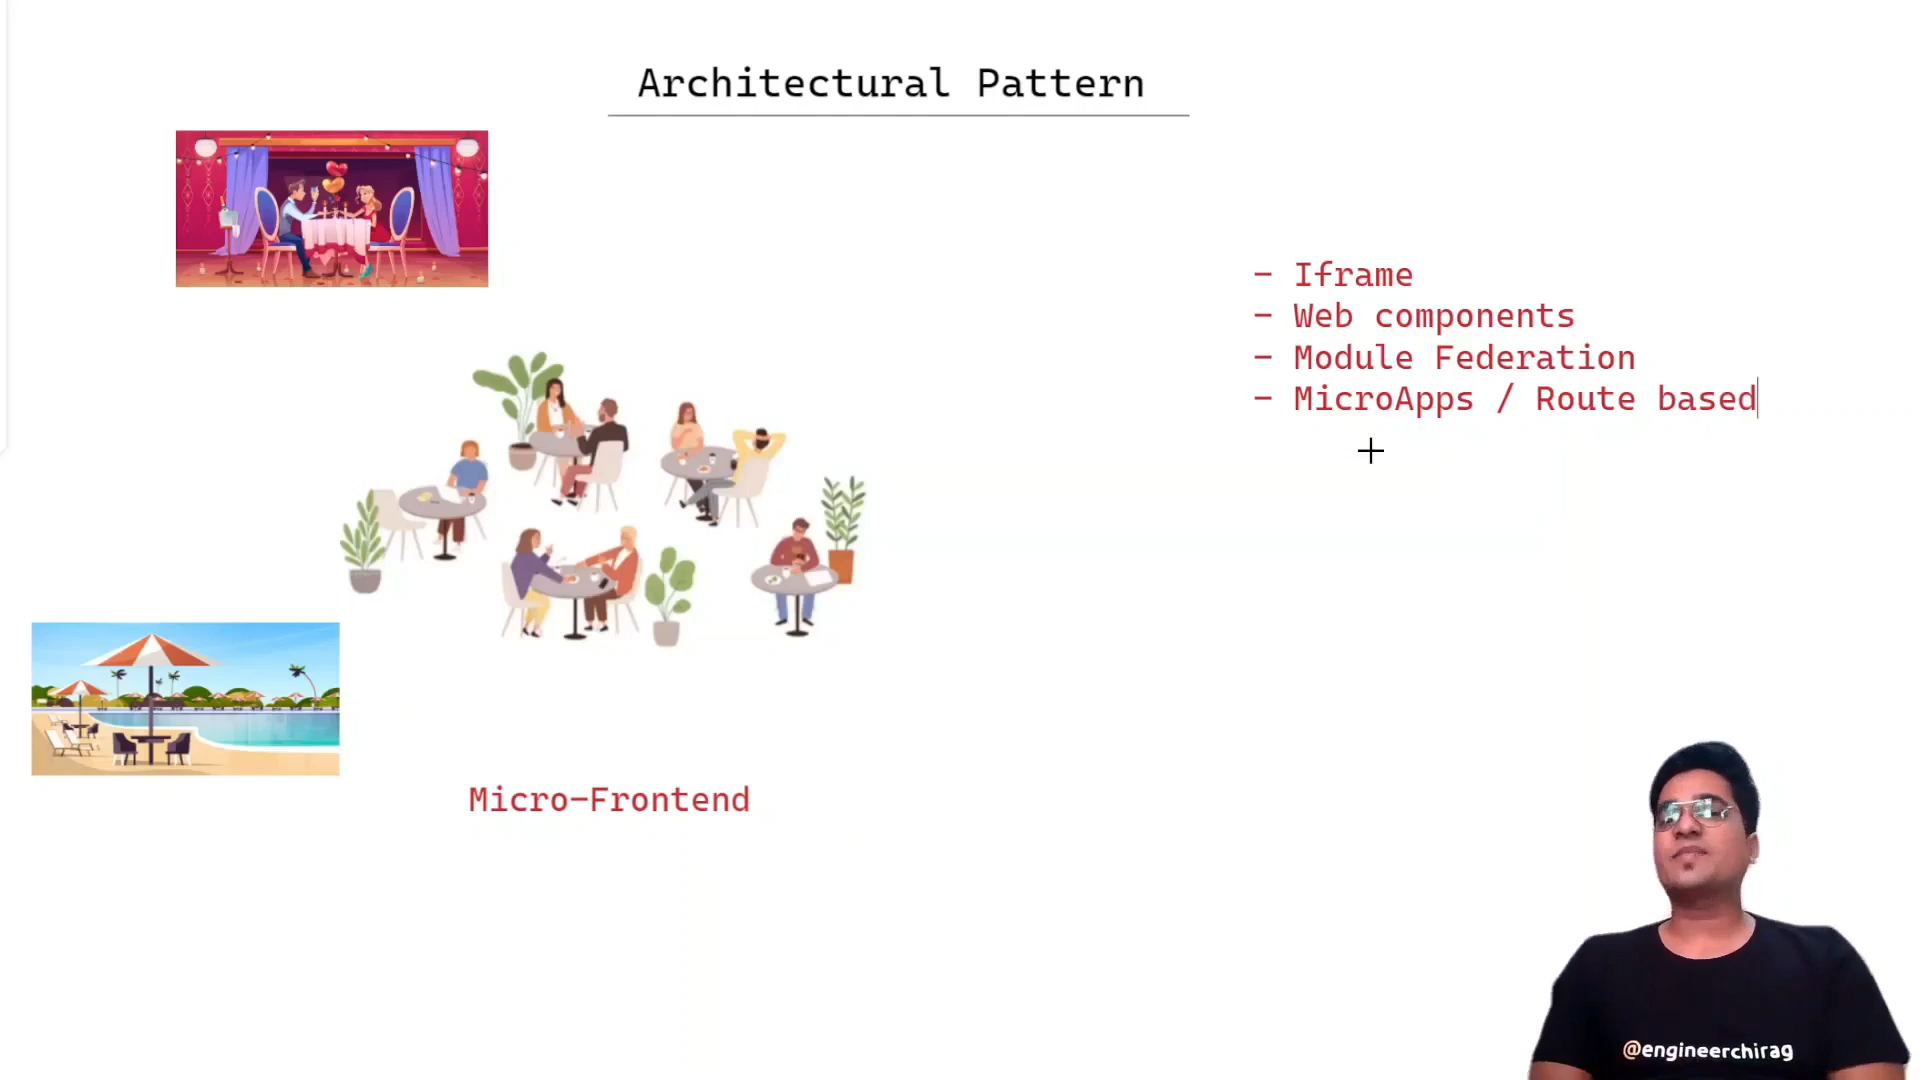 Architectural Pattern
- Iframe
- Web components
- Module Federation
- MicroApps / Route based
Micro-Frontend
@engineerchirag